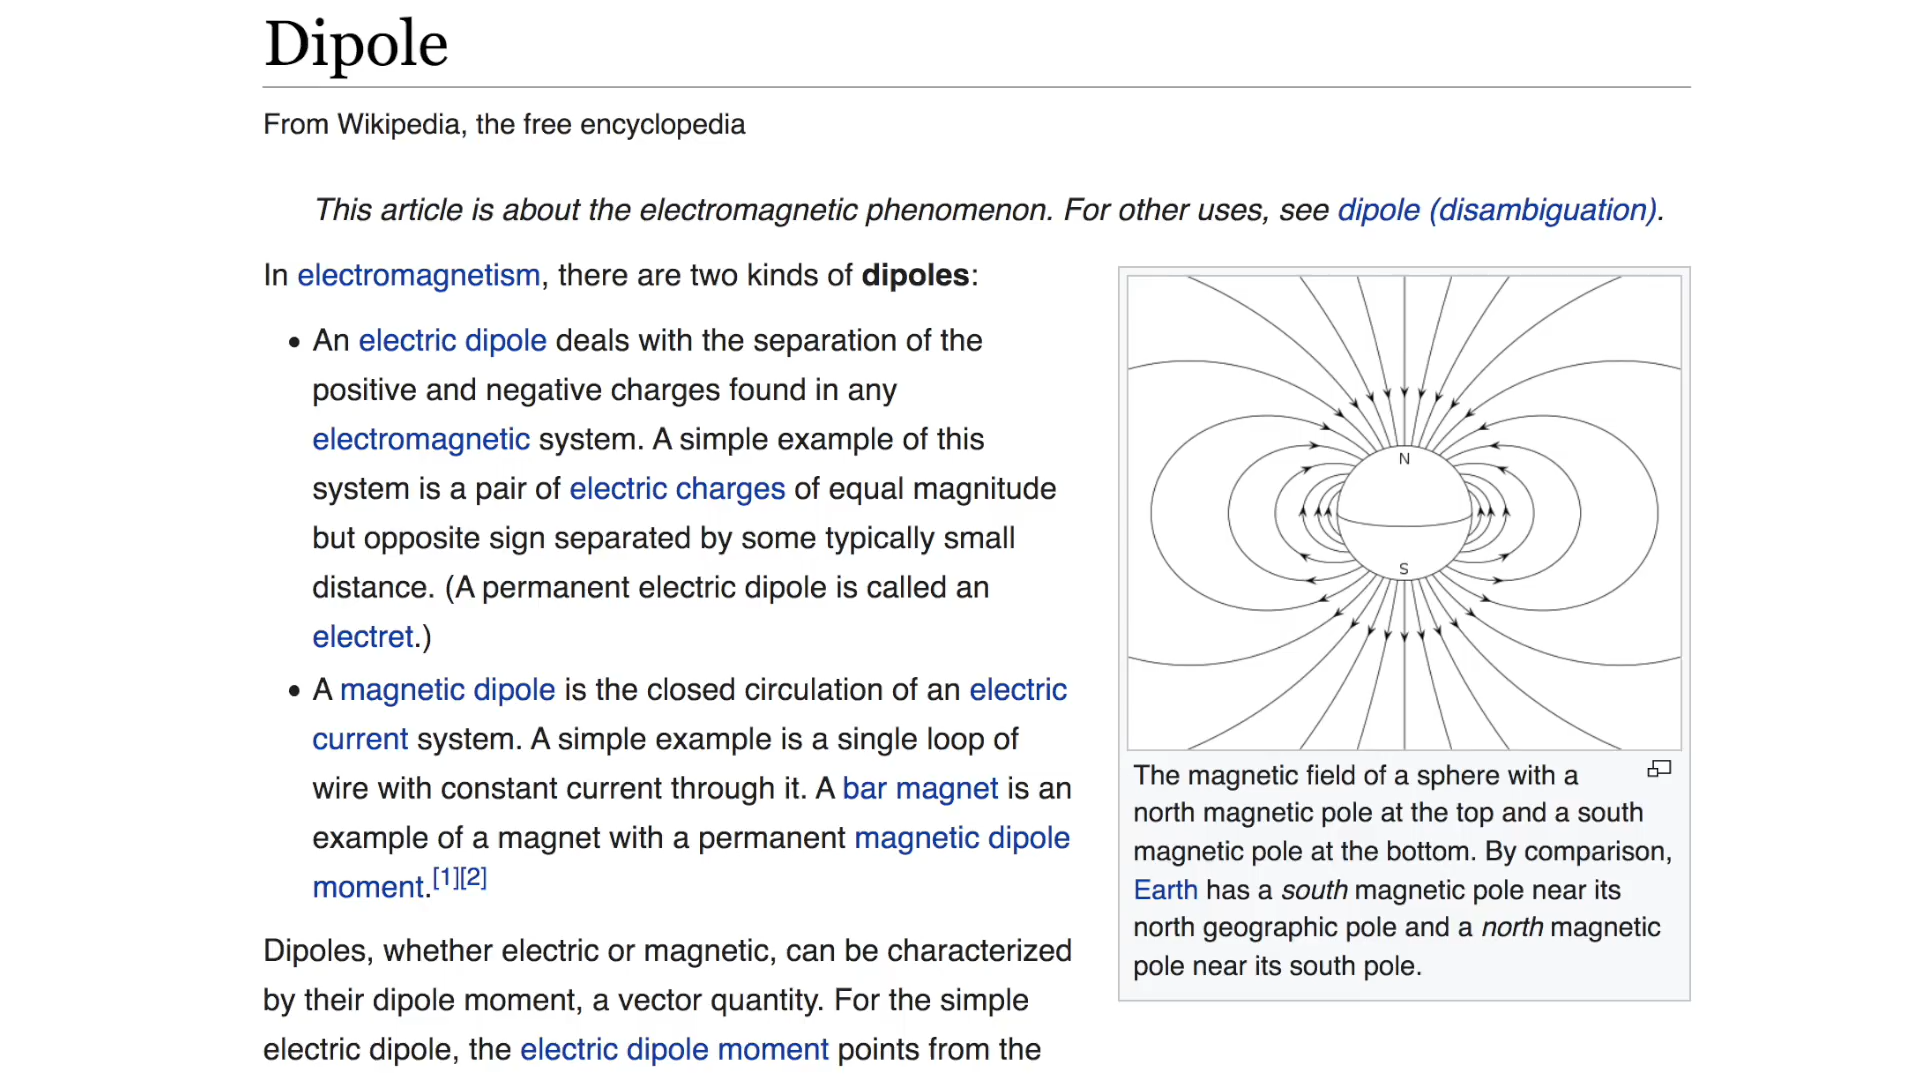 Dipole
From Wikipedia, the free encyclopedia
This article is about the electromagnetic phenomenon. For other uses, see dipole (disambiguation).
In electromagnetism, there are two kinds of dipoles:
• An electric dipole deals with the separation of the
positive and negative charges found in any
electromagnetic system. A simple example of this
system is a pair of electric charges of equal magnitude
but opposite sign separated by some typically small
distance. (A permanent electric dipole is called an
electret.)
• A magnetic dipole is the closed circulation of an electric
current system. A simple example is a single loop of
wire with constant current through it. A bar magnet is an
example of a magnet with a permanent magnetic dipole
moment.[1][2]
Dipoles, whether electric or magnetic, can be characterized
by their dipole moment, a vector quantity. For the simple
electric dipole, the electric dipole moment points from the
N
S
The magnetic field of a sphere with a
north magnetic pole at the top and a south
magnetic pole at the bottom. By comparison,
Earth has a south magnetic pole near its
north geographic pole and a north magnetic
pole near its south pole.